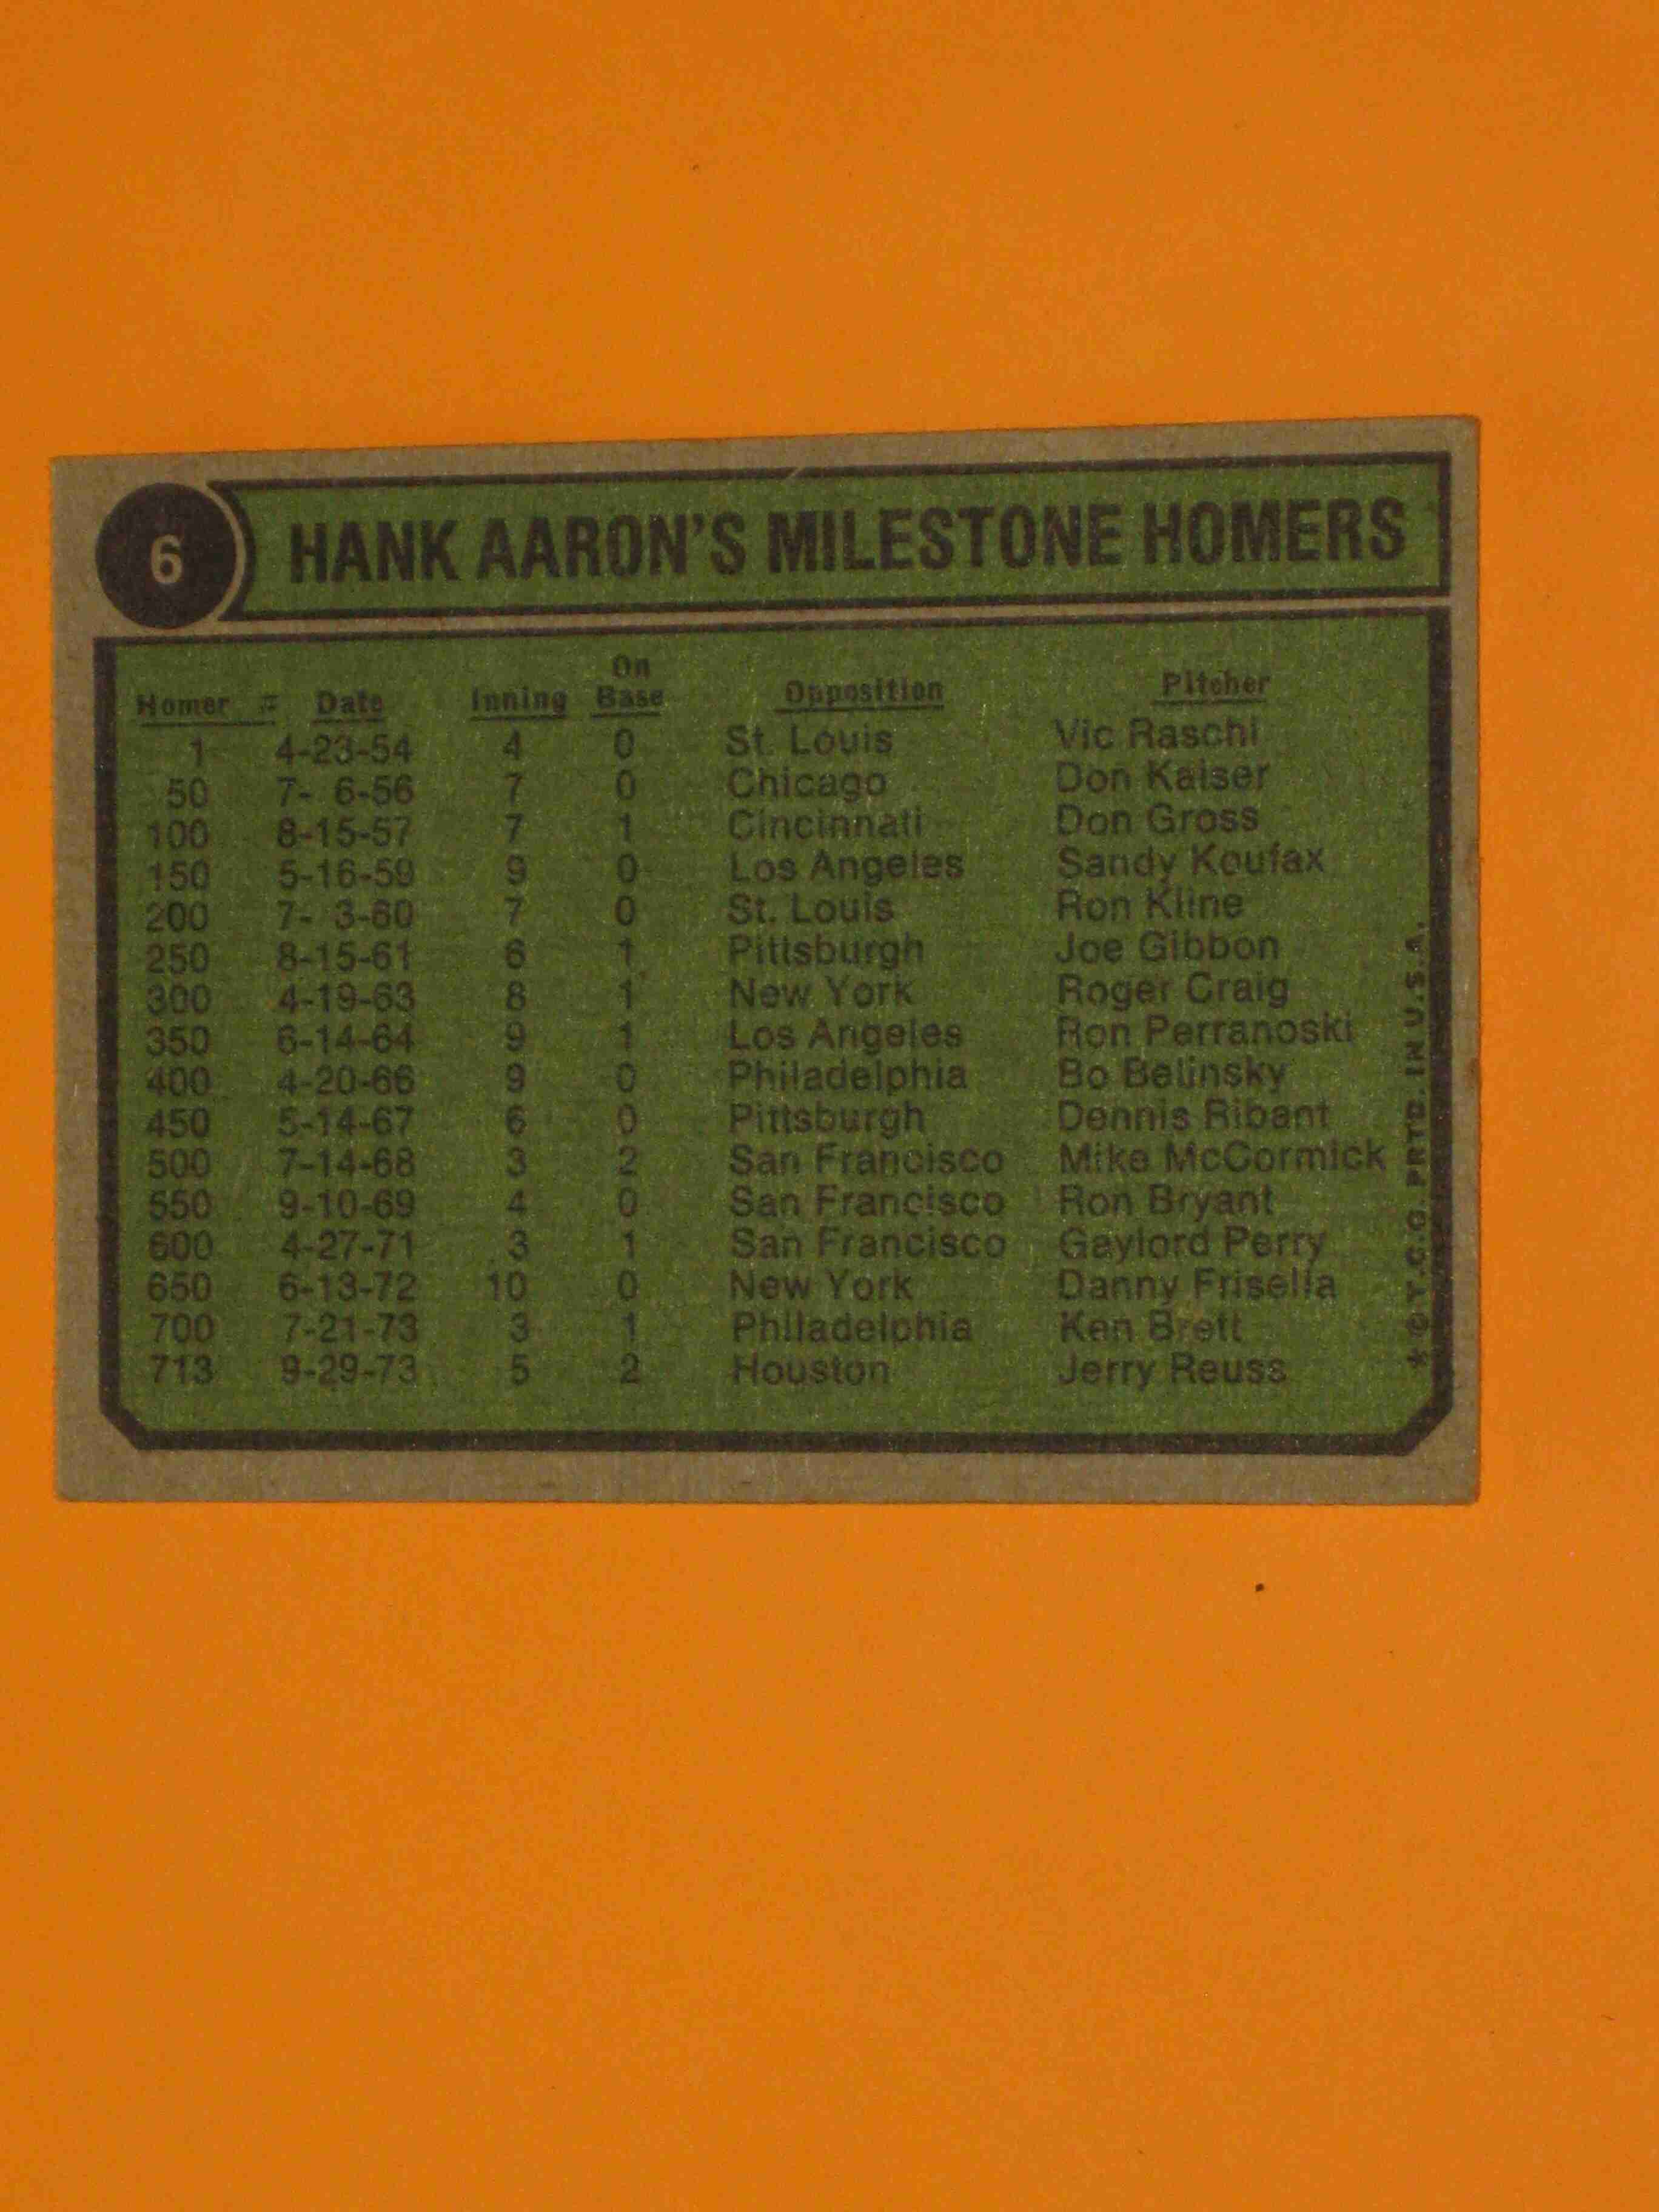 6
HANK AARON'S MILESTONE HOMERS
Homer # Date Inning On Base Opposition Pitcher
1 4-23-54 4 0 St. Louis Vic Raschi
50 7- 6-56 7 0 Chicago Don Kaiser
100 8-15-57 7 1 Cincinnati Don Gross
150 5-16-59 9 0 Los Angeles Sandy Koufax
200 7- 3-60 7 0 St. Louis Ron Kline
250 8-15-61 6 1 Pittsburgh Joe Gibbon
300 4-19-63 8 1 New York Roger Craig
350 6-14-64 9 1 Los Angeles Ron Perranoski
400 4-20-66 9 0 Philadelphia Bo Belinsky
450 5-14-67 6 0 Pittsburgh Dennis Ribant
500 7-14-68 3 2 San Francisco Mike McCormick
550 9-10-69 4 0 San Francisco Ron Bryant
600 4-27-71 3 1 San Francisco Gaylord Perry
650 6-13-72 10 0 New York Danny Frisella
700 7-21-73 3 1 Philadelphia Ken Brett
713 9-29-73 5 2 Houston Jerry Reuss
*©T.C.G. PRTD. IN U.S.A.